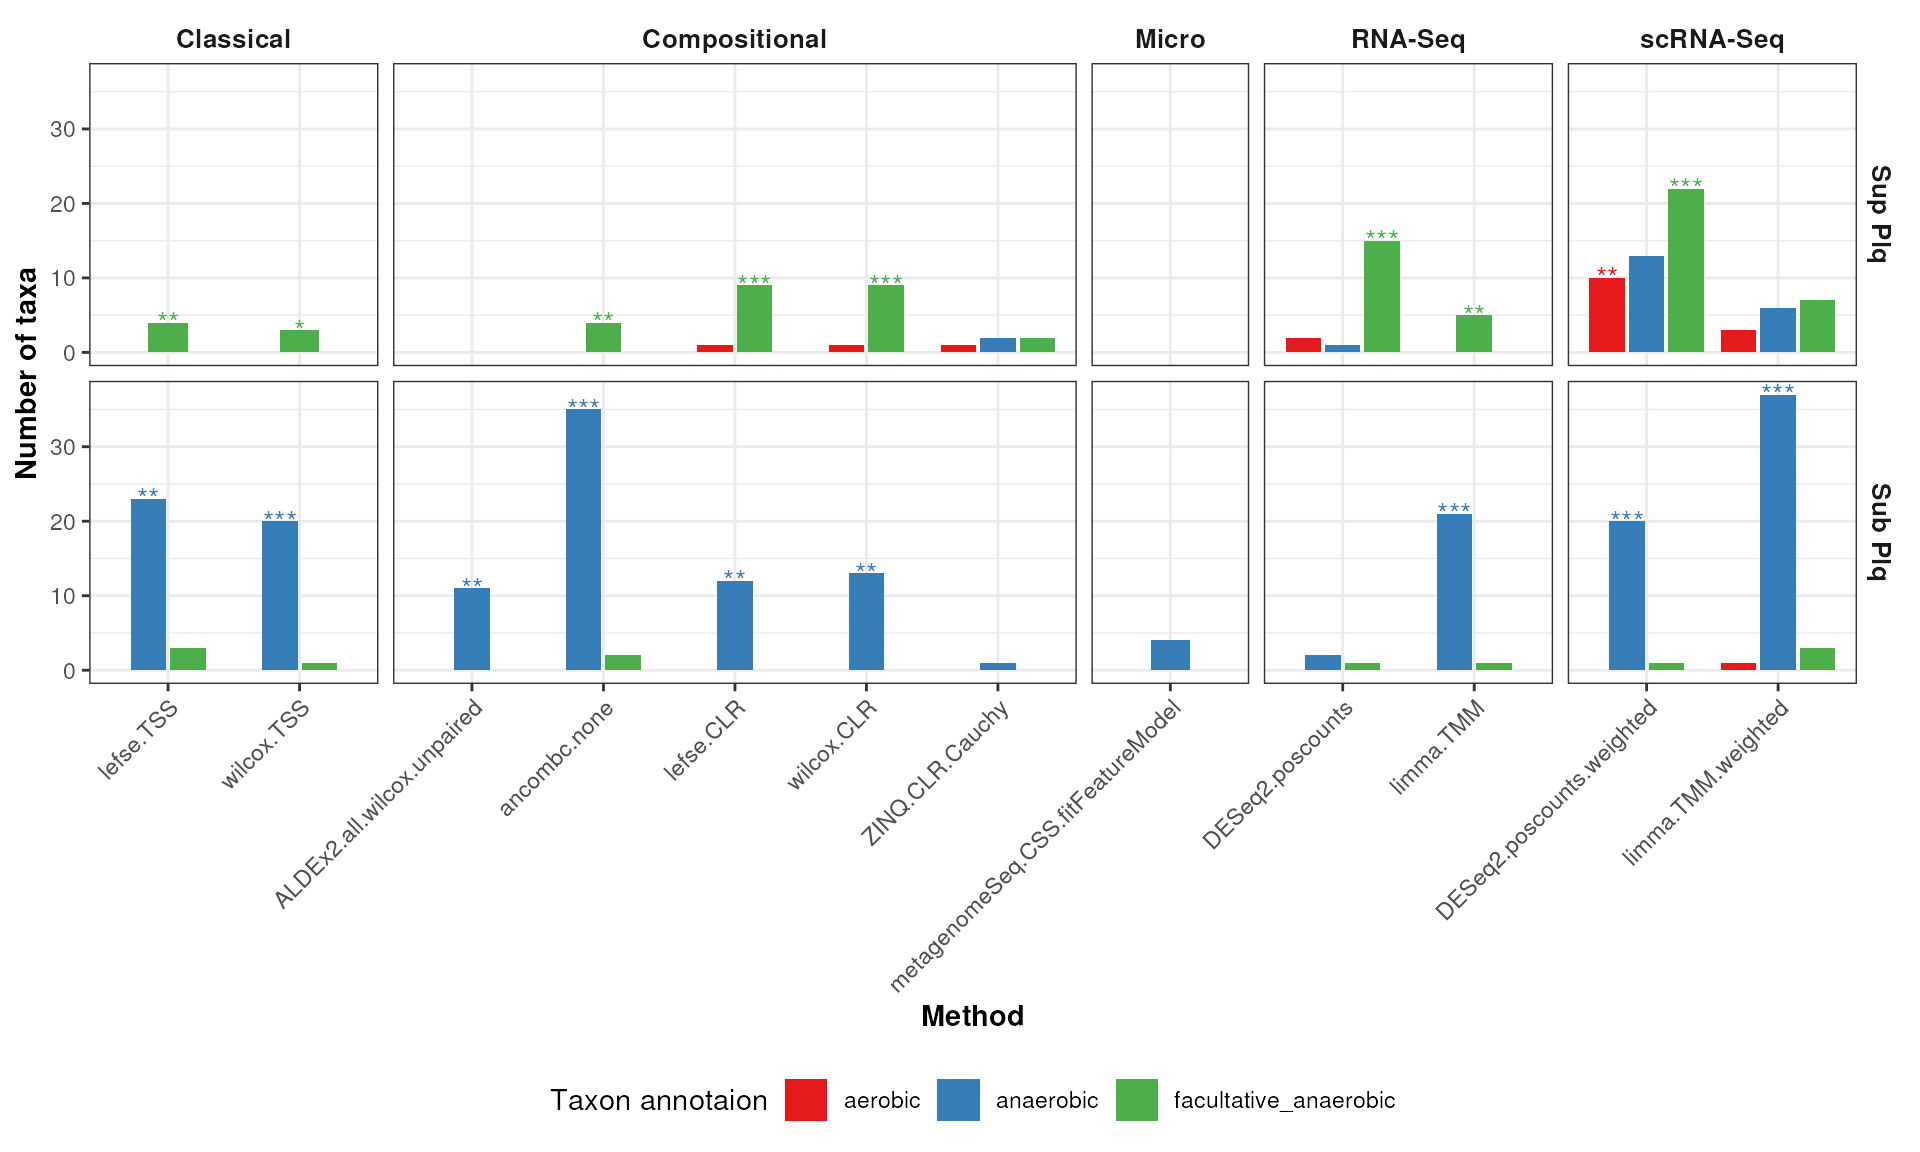 Classical Compositional Micro RNA-Seq scRNA-Seq
Number of taxa
30
20
10
0
** * ** *** *** *** ** ** ***
Sup Plq
30
20
10
0
** *** ** *** ** ** *** *** ***
Sub Plq
lefse.TSS
wilcox.TSS
ALDEx2.all.wilcox.unpaired
ancombc.none
lefse.CLR
wilcox.CLR
ZINQ.CLR.Cauchy
metagenomeSeq.CSS.fitFeatureModel
DESeq2.poscounts
limma.TMM
DESeq2.poscounts.weighted
limma.TMM.weighted
Method
Taxon annotaion aerobic anaerobic facultative_anaerobic